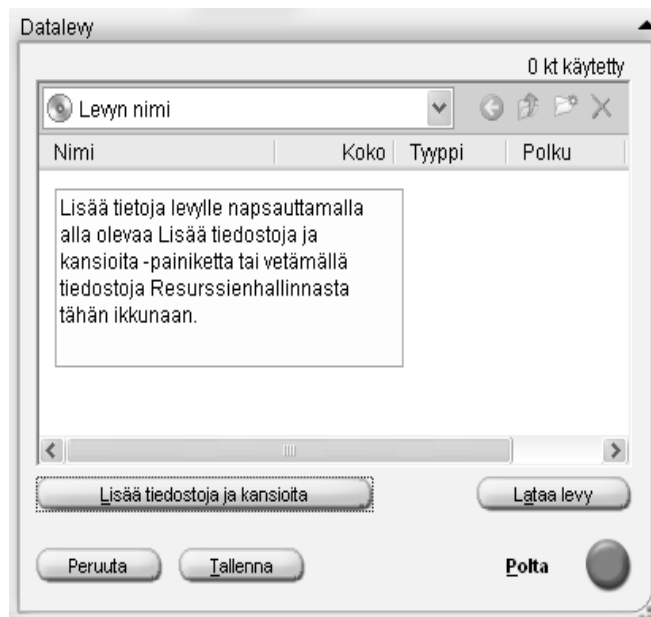 Datalevy
0 kt käytetty
Levyn nimi
Nimi Koko Tyyppi Polku
Lisää tietoja levylle napsauttamalla
alla olevaa Lisää tiedostoja ja
kansioita -painiketta tai vetämällä
tiedostoja Resurssienhallinnasta
tähän ikkunaan.
Lisää tiedostoja ja kansioita Lataa levy
Peruuta Tallenna Polta